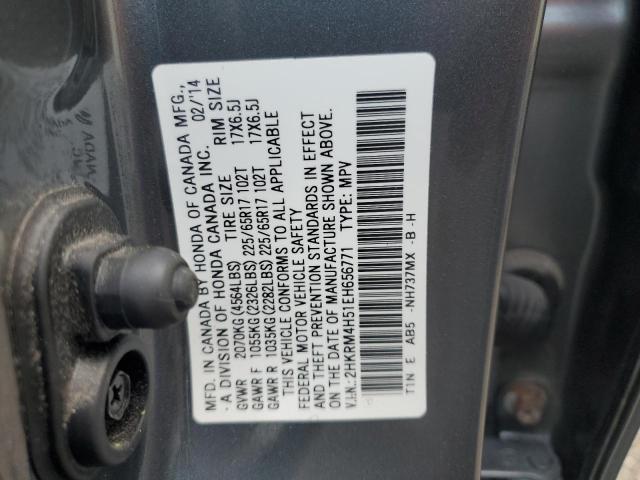 MFD. IN CANADA BY HONDA OF CANADA MFG.,
- A DIVISION OF HONDA CANADA INC. 02/'14
TIRE SIZE RIM SIZE
GVWR 2070KG(4564LBS)
GAWR F 1055KG(2326LBS) 225/65R17 102T 17X6.5J
GAWR R 1035KG(2282LBS) 225/65R17 102T 17X6.5J
THIS VEHICLE CONFORMS TO ALL APPLICABLE
FEDERAL MOTOR VEHICLE SAFETY
AND THEFT PREVENTION STANDARDS IN EFFECT
ON THE DATE OF MANUFACTURE SHOWN ABOVE.
V.I.N.: 2HKRM4H51EH656771 TYPE: MPV
T1N E AB5 -NH737MX -B -H